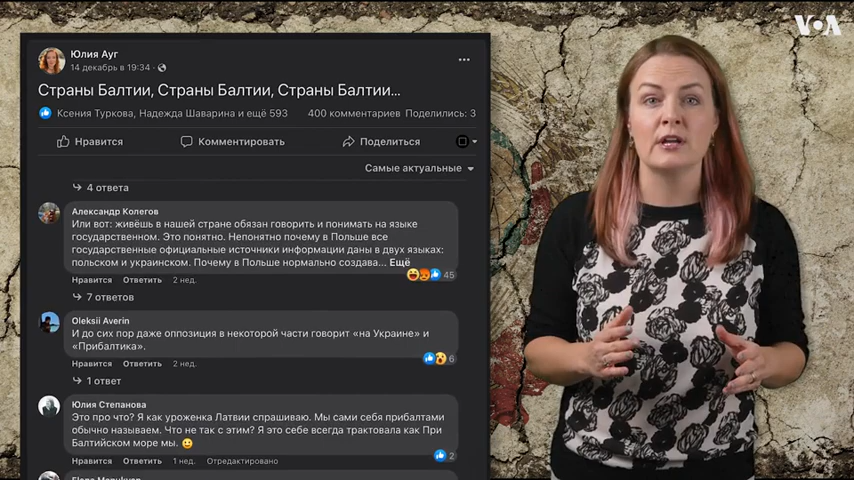 VOA
Юлия Ауг
14 декабрь в 19:34 ·
Страны Балтии, Страны Балтии, Страны Балтии...
Ксения Туркова, Надежда Шаварина и ещё 593 400 комментариев Поделились: 3
Нравится Комментировать Поделиться
Самые актуальные
4 ответа
Александр Колегов
Или вот: живёшь в нашей стране обязан говорить и понимать на языке
государственном. Это понятно. Непонятно почему в Польше все
государственные официальные источники информации даны в двух языках:
польском и украинском. Почему в Польше нормально создава... Ещё
45
Нравится Ответить 2 нед.
7 ответов
Oleksii Averin
И до сих пор даже оппозиция в некоторой части говорит «на Украине» и
«Прибалтика».
6
Нравится Ответить 2 нед.
1 ответ
Юлия Степанова
Это про что? Я как уроженка Латвии спрашиваю. Мы сами себя прибалтами
обычно называем. Что не так с этим? Я это себе всегда трактовала как При
Балтийском море мы.
2
Нравится Ответить 1 нед. Отредактировано